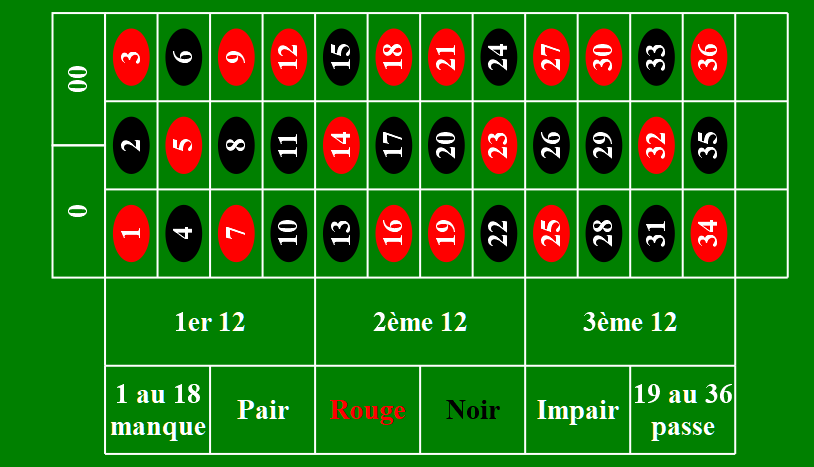 00
3 6 9 12 15 18 21 24 27 30 33 36
2 5 8 11 14 17 20 23 26 29 32 35
0
1 4 7 10 13 16 19 22 25 28 31 34
1er 12 2ème 12 3ème 12
1 au 18 manque Pair Rouge Noir Impair 19 au 36 passe